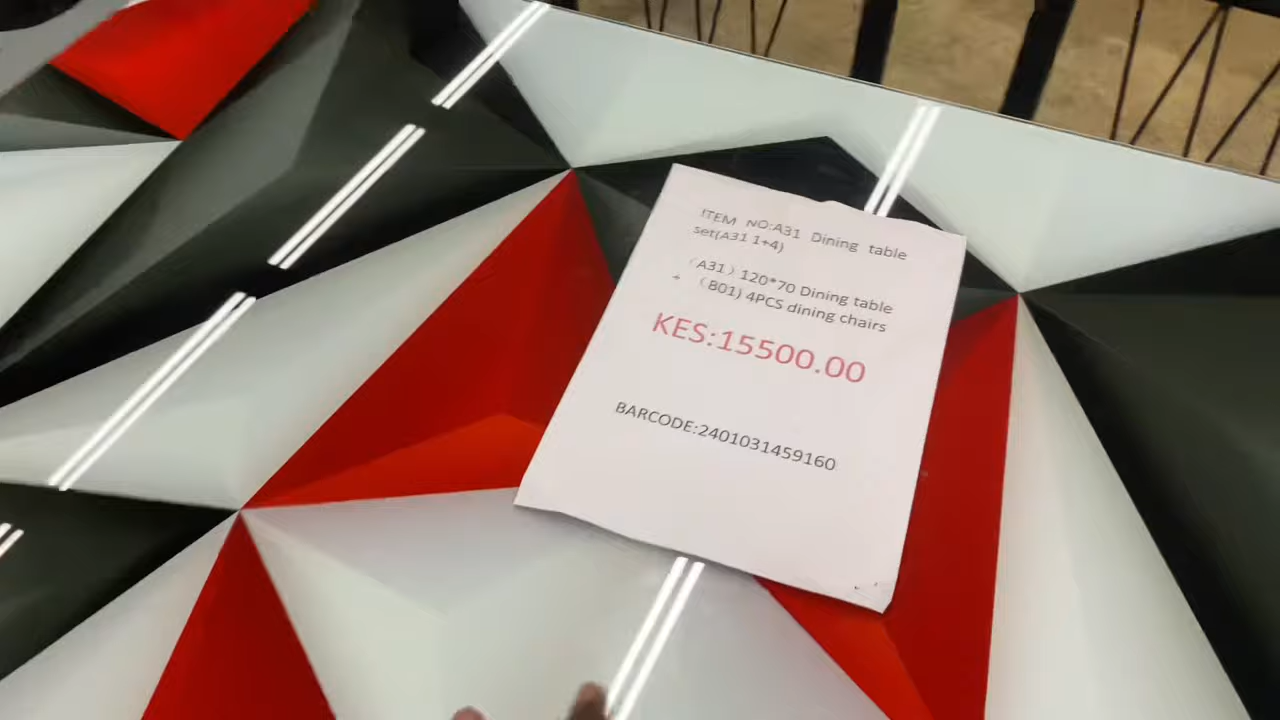 ITEM NO:A31 Dining table
set(A31 1+4)
（A31）120*70 Dining table
+ （B01) 4PCS dining chairs
KES:15500.00
BARCODE:2401031459160